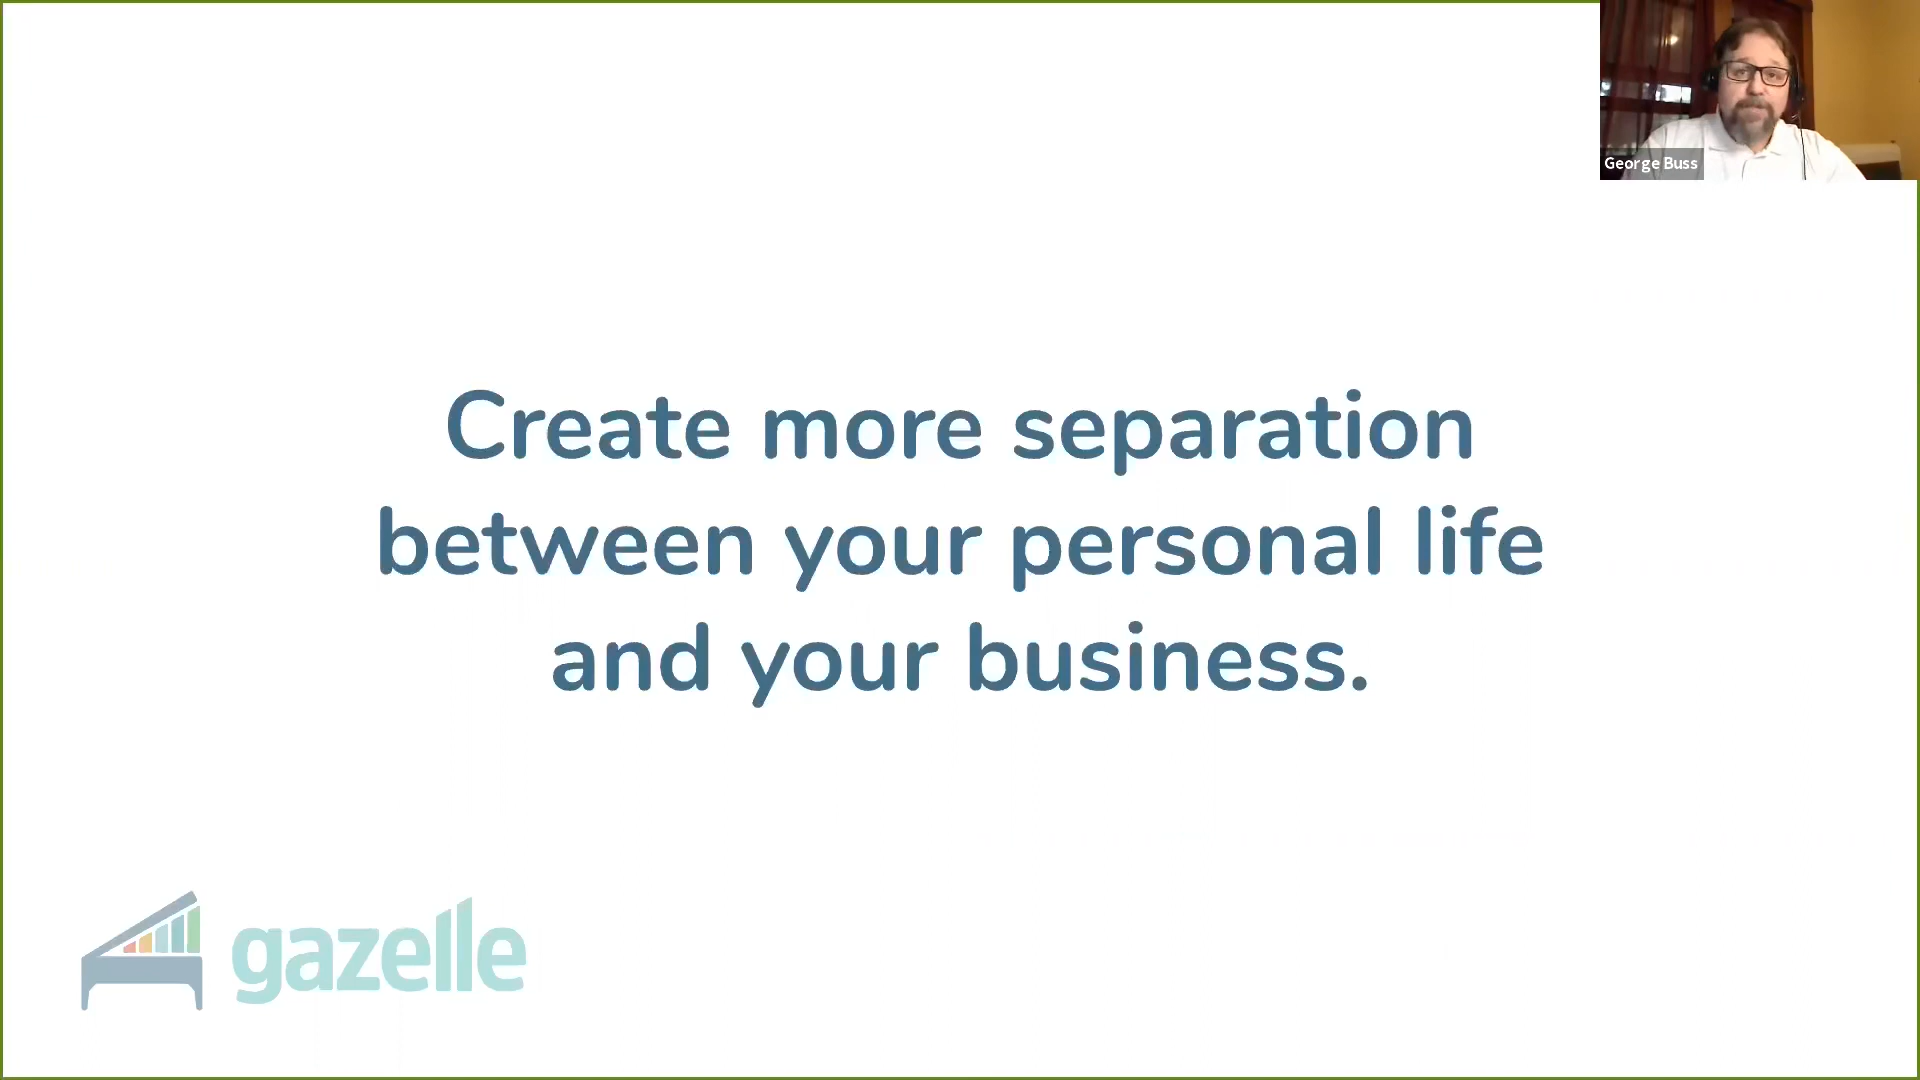 George Buss
Create more separation
between your personal life
and your business.
gazelle